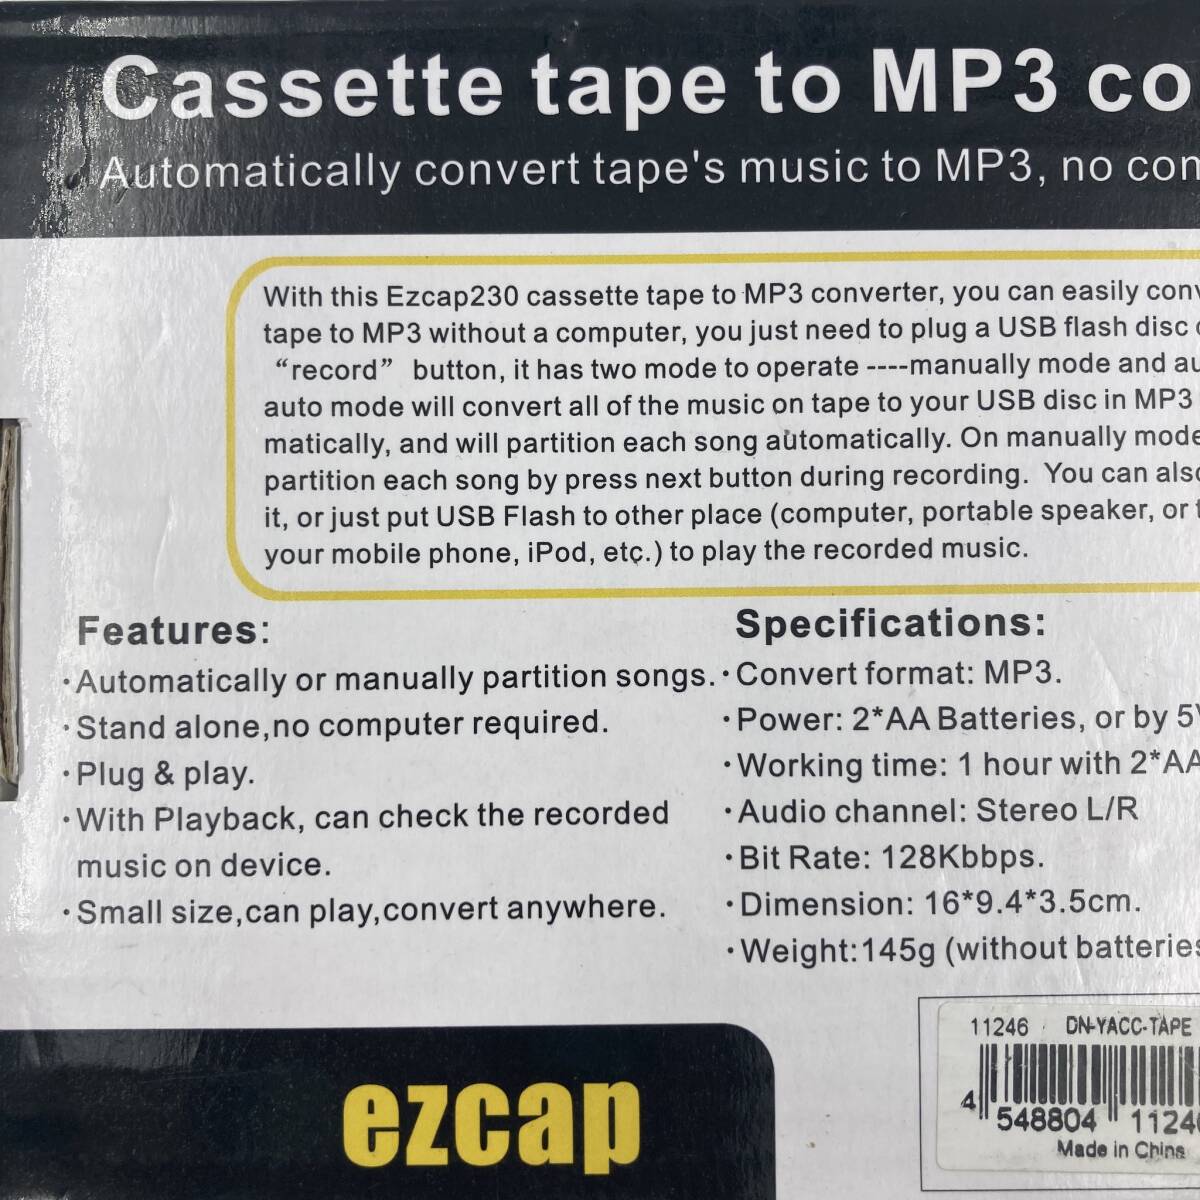 Cassette tape to MP3 co
Automatically convert tape's music to MP3, no con
With this Ezcap230 cassette tape to MP3 converter, you can easily conv
tape to MP3 without a computer, you just need to plug a USB flash disc
“record” button, it has two mode to operate ----manually mode and au
auto mode will convert all of the music on tape to your USB disc in MP3
matically, and will partition each song automatically. On manually mode
partition each song by press next button during recording. You can also
it, or just put USB Flash to other place (computer, portable speaker, or t
your mobile phone, iPod, etc.) to play the recorded music.
Features:
·Automatically or manually partition songs.
·Stand alone,no computer required.
·Plug & play.
·With Playback, can check the recorded
music on device.
·Small size,can play,convert anywhere.
Specifications:
·Convert format: MP3.
·Power: 2*AA Batteries, or by 5V
·Working time: 1 hour with 2*AA
·Audio channel: Stereo L/R
·Bit Rate: 128Kbbps.
·Dimension: 16*9.4*3.5cm.
·Weight:145g (without batteries
ezcap
11246 DN-YACC-TAPE
4 548804 11246
Made in China